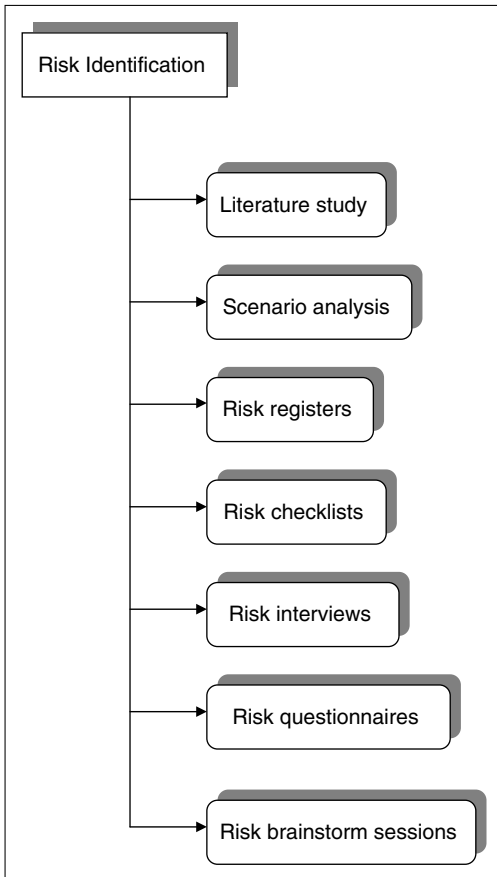 Risk Identification
Literature study
Scenario analysis
Risk registers
Risk checklists
Risk interviews
Risk questionnaires
Risk brainstorm sessions